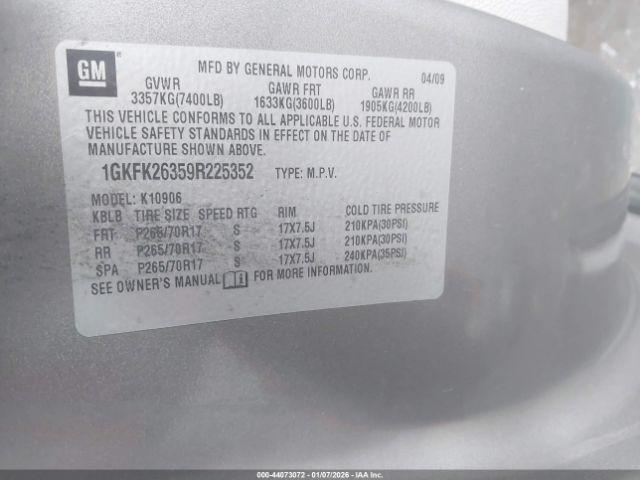 GM
MFD BY GENERAL MOTORS CORP. 04/09
GVWR GAWR FRT GAWR RR
3357KG(7400LB) 1633KG(3600LB) 1905KG(4200LB)
THIS VEHICLE CONFORMS TO ALL APPLICABLE U.S. FEDERAL MOTOR
VEHICLE SAFETY STANDARDS IN EFFECT ON THE DATE OF
MANUFACTURE SHOWN ABOVE.
1GKFK26359R225352 TYPE: M.P.V.
MODEL: K10906
KBLB TIRE SIZE SPEED RTG RIM COLD TIRE PRESSURE
FRT P265/70R17 S 17X7.5J 210KPA(30PSI)
RR P265/70R17 S 17X7.5J 210KPA(30PSI)
SPA P265/70R17 S 17X7.5J 240KPA(35PSI)
SEE OWNER'S MANUAL FOR MORE INFORMATION.
000-44073072 | 01/07/2026 - IAA Inc.